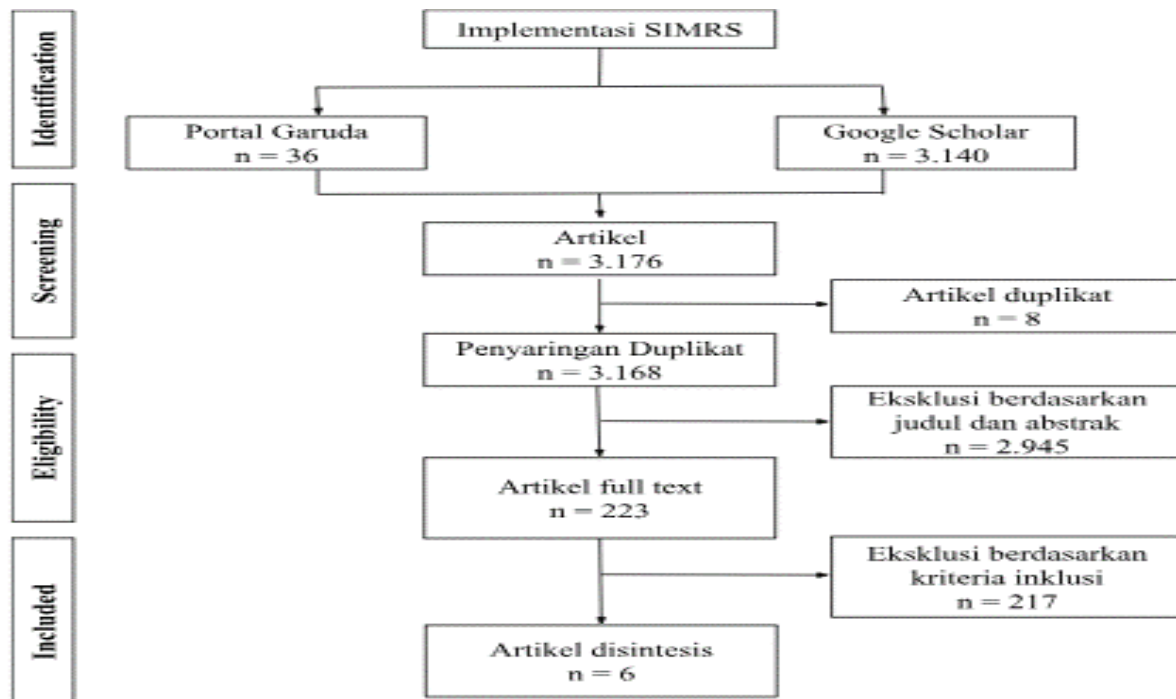 Identification
Implementasi SIMRS
Portal Garuda
n = 36
Google Scholar
n = 3.140
Screening
Artikel
n = 3.176
Artikel duplikat
n = 8
Penyaringan Duplikat
n = 3.168
Eligibility
Eksklusi berdasarkan
judul dan abstrak
n = 2.945
Artikel full text
n = 223
Included
Eksklusi berdasarkan
kriteria inklusi
n = 217
Artikel disintesis
n = 6